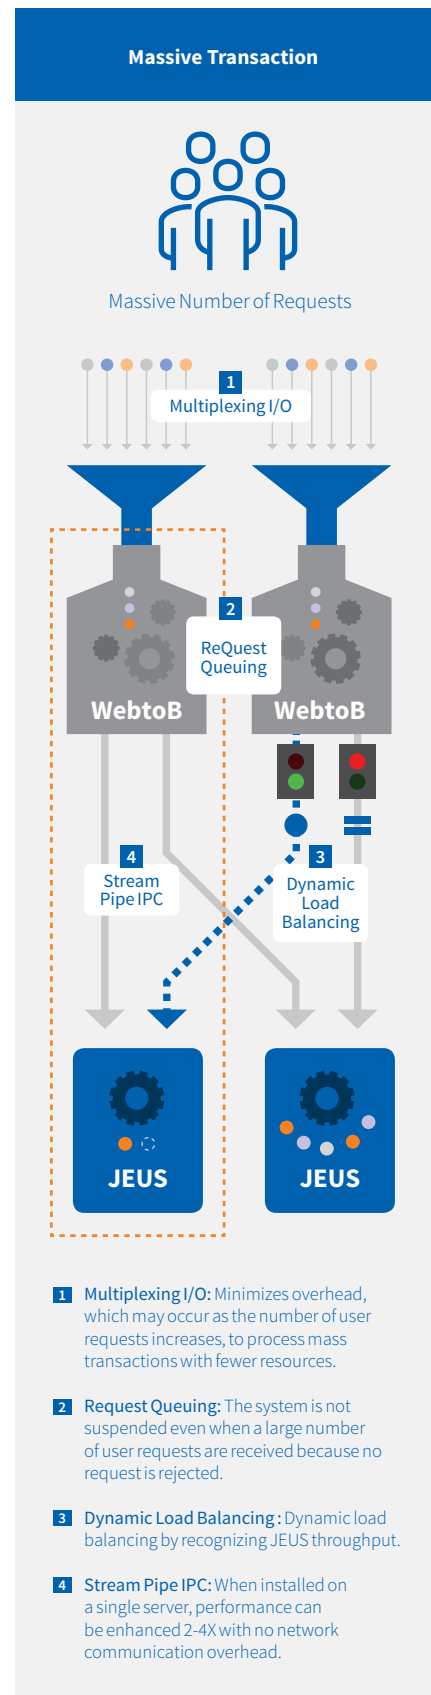 Massive Transaction
Massive Number of Requests
1
Multiplexing I/O
2
ReQuest
Queuing
WebtoB
WebtoB
4
Stream
Pipe IPC
3
Dynamic
Load
Balancing
JEUS
JEUS
1 Multiplexing I/O: Minimizes overhead,
which may occur as the number of user
requests increases, to process mass
transactions with fewer resources.
2 Request Queuing: The system is not
suspended even when a large number
of user requests are received because no
request is rejected.
3 Dynamic Load Balancing : Dynamic load
balancing by recognizing JEUS throughput.
4 Stream Pipe IPC: When installed on
a single server, performance can
be enhanced 2-4X with no network
communication overhead.